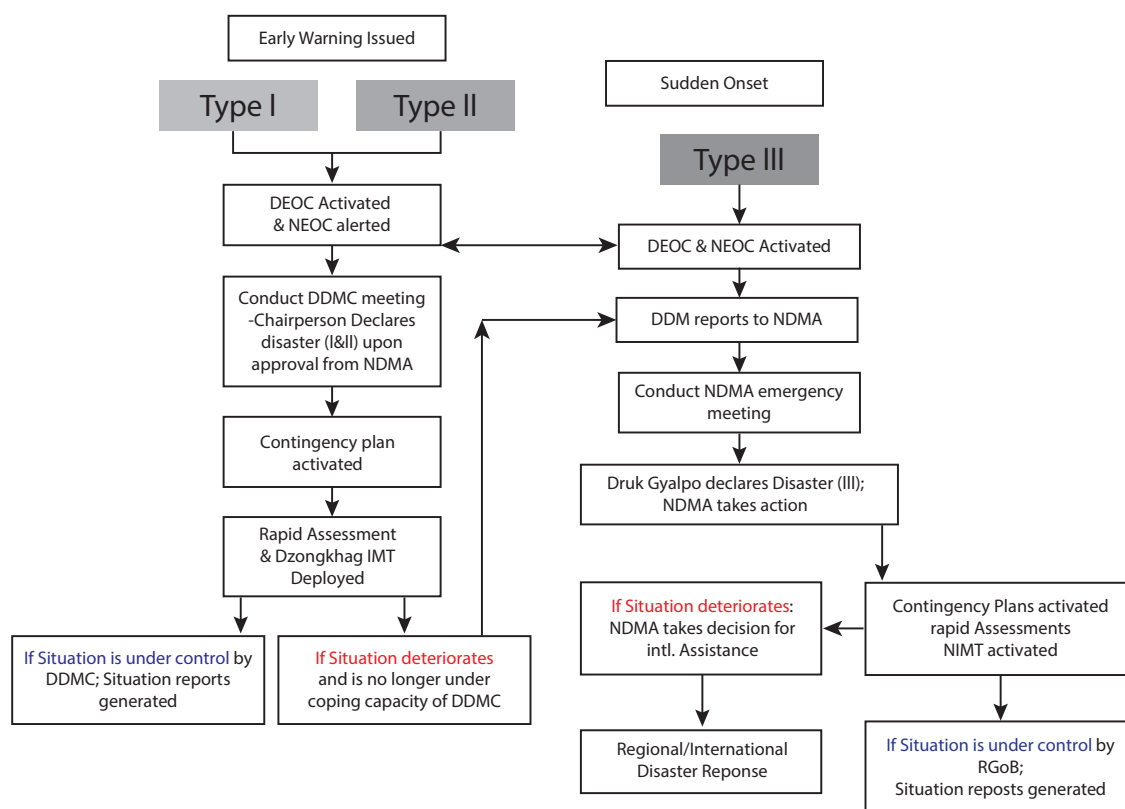 Early Warning Issued
Type I
Type II
DEOC Activated
& NEOC alerted
Conduct DDMC meeting
-Chairperson Declares
disaster (I&II) upon
approval from NDMA
Contingency plan
activated
Rapid Assessment
& Dzongkhag IMT
Deployed
If Situation is under control by
DDMC; Situation reports
generated
If Situation deteriorates
and is no longer under
coping capacity of DDMC
Sudden Onset
Type III
DEOC & NEOC Activated
DDM reports to NDMA
Conduct NDMA emergency
meeting
Druk Gyalpo declares Disaster (III);
NDMA takes action
If Situation deteriorates:
NDMA takes decision for
intl. Assistance
Contingency Plans activated
rapid Assessments
NIMT activated
Regional/International
Disaster Reponse
If Situation is under control by
RGoB;
Situation reposts generated